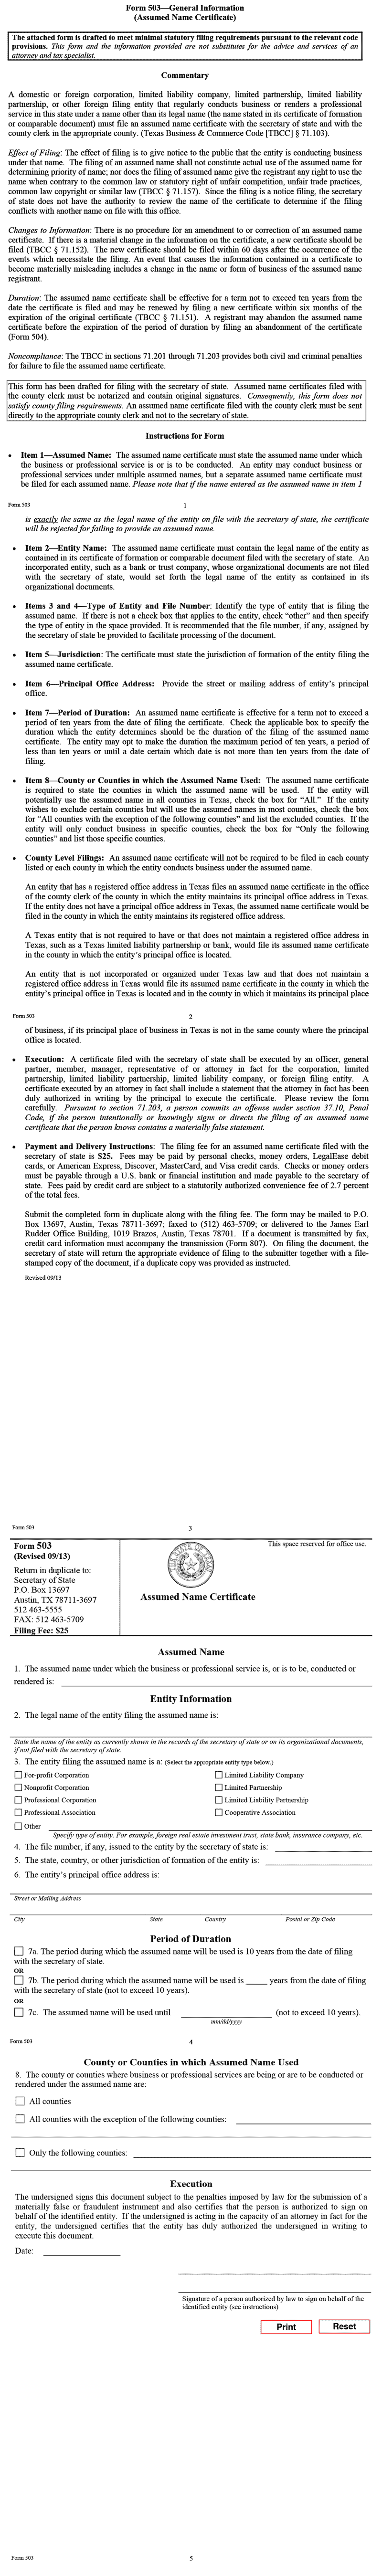 Form 503—General Information
(Assumed Name Certificate)
The attached form is drafted to meet minimal statutory filing requirements pursuant to the relevant code
provisions. This form and the information provided are not substitutes for the advice and services of an
attorney and tax specialist.
Commentary
A domestic or foreign corporation, limited liability company, limited partnership, limited liability
partnership, or other foreign filing entity that regularly conducts business or renders a professional
service in this state under a name other than its legal name (the name stated in its certificate of formation
or comparable document) must file an assumed name certificate with the secretary of state and with the
county clerk in the appropriate county. (Texas Business & Commerce Code [TBCC] § 71.103).
Effect of Filing: The effect of filing is to give notice to the public that the entity is conducting business
under that name. The filing of an assumed name shall not constitute actual use of the assumed name for
determining priority of name; nor does the filing of assumed name give the registrant any right to use the
name when contrary to the common law or statutory right of unfair competition, unfair trade practices,
common law copyright or similar law (TBCC § 71.157). Since the filing is a notice filing, the secretary
of state does not have the authority to review the name of the certificate to determine if the filing
conflicts with another name on file with this office.
Changes to Information: There is no procedure for an amendment to or correction of an assumed name
certificate. If there is a material change in the information on the certificate, a new certificate should be
filed (TBCC § 71.152). The new certificate should be filed within 60 days after the occurrence of the
events which necessitate the filing. An event that causes the information contained in a certificate to
become materially misleading includes a change in the name or form of business of the assumed name
registrant.
Duration: The assumed name certificate shall be effective for a term not to exceed ten years from the
date the certificate is filed and may be renewed by filing a new certificate within six months of the
expiration of the original certificate (TBCC § 71.151). A registrant may abandon the assumed name
certificate before the expiration of the period of duration by filing an abandonment of the certificate
(Form 504).
Noncompliance: The TBCC in sections 71.201 through 71.203 provides both civil and criminal penalties
for failure to file the assumed name certificate.
This form has been drafted for filing with the secretary of state. Assumed name certificates filed with
the county clerk must be notarized and contain original signatures. Consequently, this form does not
satisfy county filing requirements. An assumed name certificate filed with the county clerk must be sent
directly to the appropriate county clerk and not to the secretary of state.
Instructions for Form
• Item 1—Assumed Name: The assumed name certificate must state the assumed name under which
the business or professional service is or is to be conducted. An entity may conduct business or
professional services under multiple assumed names, but a separate assumed name certificate must
be filed for each assumed name. Please note that if the name entered as the assumed name in item 1
Form 503
1
is exactly the same as the legal name of the entity on file with the secretary of state, the certificate
will be rejected for failing to provide an assumed name.
• Item 2—Entity Name: The assumed name certificate must contain the legal name of the entity as
contained in its certificate of formation or comparable document filed with the secretary of state. An
incorporated entity, such as a bank or trust company, whose organizational documents are not filed
with the secretary of state, would set forth the legal name of the entity as contained in its
organizational documents.
• Items 3 and 4—Type of Entity and File Number: Identify the type of entity that is filing the
assumed name. If there is not a check box that applies to the entity, check “other” and then specify
the type of entity in the space provided. It is recommended that the file number, if any, assigned by
the secretary of state be provided to facilitate processing of the document.
• Item 5—Jurisdiction: The certificate must state the jurisdiction of formation of the entity filing the
assumed name certificate.
• Item 6—Principal Office Address: Provide the street or mailing address of entity’s principal
office.
• Item 7—Period of Duration: An assumed name certificate is effective for a term not to exceed a
period of ten years from the date of filing the certificate. Check the applicable box to specify the
duration which the entity determines should be the duration of the filing of the assumed name
certificate. The entity may opt to make the duration the maximum period of ten years, a period of
less than ten years or until a date certain which date is not more than ten years from the date of
filing.
• Item 8—County or Counties in which the Assumed Name Used: The assumed name certificate
is required to state the counties in which the assumed name will be used. If the entity will
potentially use the assumed name in all counties in Texas, check the box for “All.” If the entity
wishes to exclude certain counties but will use the assumed names in most counties, check the box
for “All counties with the exception of the following counties” and list the excluded counties. If the
entity will only conduct business in specific counties, check the box for “Only the following
counties” and list those specific counties.
• County Level Filings: An assumed name certificate will not be required to be filed in each county
listed or each county in which the entity conducts business under the assumed name.
An entity that has a registered office address in Texas files an assumed name certificate in the office
of the county clerk of the county in which the entity maintains its principal office address in Texas.
If the entity does not have a principal office address in Texas, the assumed name certificate would be
filed in the county in which the entity maintains its registered office address.
A Texas entity that is not required to have or that does not maintain a registered office address in
Texas, such as a Texas limited liability partnership or bank, would file its assumed name certificate
in the county in which the entity’s principal office is located.
An entity that is not incorporated or organized under Texas law and that does not maintain a
registered office address in Texas would file its assumed name certificate in the county in which the
entity’s principal office in Texas is located and in the county in which it maintains its principal place
Form 503
2
of business, if its principal place of business in Texas is not in the same county where the principal
office is located.
• Execution: A certificate filed with the secretary of state shall be executed by an officer, general
partner, member, manager, representative of or attorney in fact for the corporation, limited
partnership, limited liability partnership, limited liability company, or foreign filing entity. A
certificate executed by an attorney in fact shall include a statement that the attorney in fact has been
duly authorized in writing by the principal to execute the certificate. Please review the form
carefully. Pursuant to section 71.203, a person commits an offense under section 37.10, Penal
Code, if the person intentionally or knowingly signs or directs the filing of an assumed name
certificate that the person knows contains a materially false statement.
• Payment and Delivery Instructions: The filing fee for an assumed name certificate filed with the
secretary of state is $25. Fees may be paid by personal checks, money orders, LegalEase debit
cards, or American Express, Discover, MasterCard, and Visa credit cards. Checks or money orders
must be payable through a U.S. bank or financial institution and made payable to the secretary of
state. Fees paid by credit card are subject to a statutorily authorized convenience fee of 2.7 percent
of the total fees.
Submit the completed form in duplicate along with the filing fee. The form may be mailed to P.O.
Box 13697, Austin, Texas 78711-3697; faxed to (512) 463-5709; or delivered to the James Earl
Rudder Office Building, 1019 Brazos, Austin, Texas 78701. If a document is transmitted by fax,
credit card information must accompany the transmission (Form 807). On filing the document, the
secretary of state will return the appropriate evidence of filing to the submitter together with a file-
stamped copy of the document, if a duplicate copy was provided as instructed.
Revised 09/13
Form 503
3
Form 503
(Revised 09/13)
Return in duplicate to:
Secretary of State
P.O. Box 13697
Austin, TX 78711-3697
512 463-5555
FAX: 512 463-5709
Filing Fee: $25
Assumed Name Certificate
This space reserved for office use.
Assumed Name
1. The assumed name under which the business or professional service is, or is to be, conducted or
rendered is:
Entity Information
2. The legal name of the entity filing the assumed name is:
State the name of the entity as currently shown in the records of the secretary of state or on its organizational documents,
if not filed with the secretary of state.
3. The entity filing the assumed name is a: (Select the appropriate entity type below.)
For-profit Corporation
Limited Liability Company
Nonprofit Corporation
Limited Partnership
Professional Corporation
Limited Liability Partnership
Professional Association
Cooperative Association
Other
Specify type of entity. For example, foreign real estate investment trust, state bank, insurance company, etc.
4. The file number, if any, issued to the entity by the secretary of state is:
5. The state, country, or other jurisdiction of formation of the entity is:
6. The entity’s principal office address is:
Street or Mailing Address
City State Country Postal or Zip Code
Period of Duration
7a. The period during which the assumed name will be used is 10 years from the date of filing
with the secretary of state.
OR
7b. The period during which the assumed name will be used is _____ years from the date of filing
with the secretary of state (not to exceed 10 years).
OR
7c. The assumed name will be used until (not to exceed 10 years).
mm/dd/yyyy
Form 503
4
County or Counties in which Assumed Name Used
8. The county or counties where business or professional services are being or are to be conducted or
rendered under the assumed name are:
All counties
All counties with the exception of the following counties:
Only the following counties:
Execution
The undersigned signs this document subject to the penalties imposed by law for the submission of a
materially false or fraudulent instrument and also certifies that the person is authorized to sign on
behalf of the identified entity. If the undersigned is acting in the capacity of an attorney in fact for the
entity, the undersigned certifies that the entity has duly authorized the undersigned in writing to
execute this document.
Date:
Signature of a person authorized by law to sign on behalf of the
identified entity (see instructions)
Print
Reset
Form 503
5